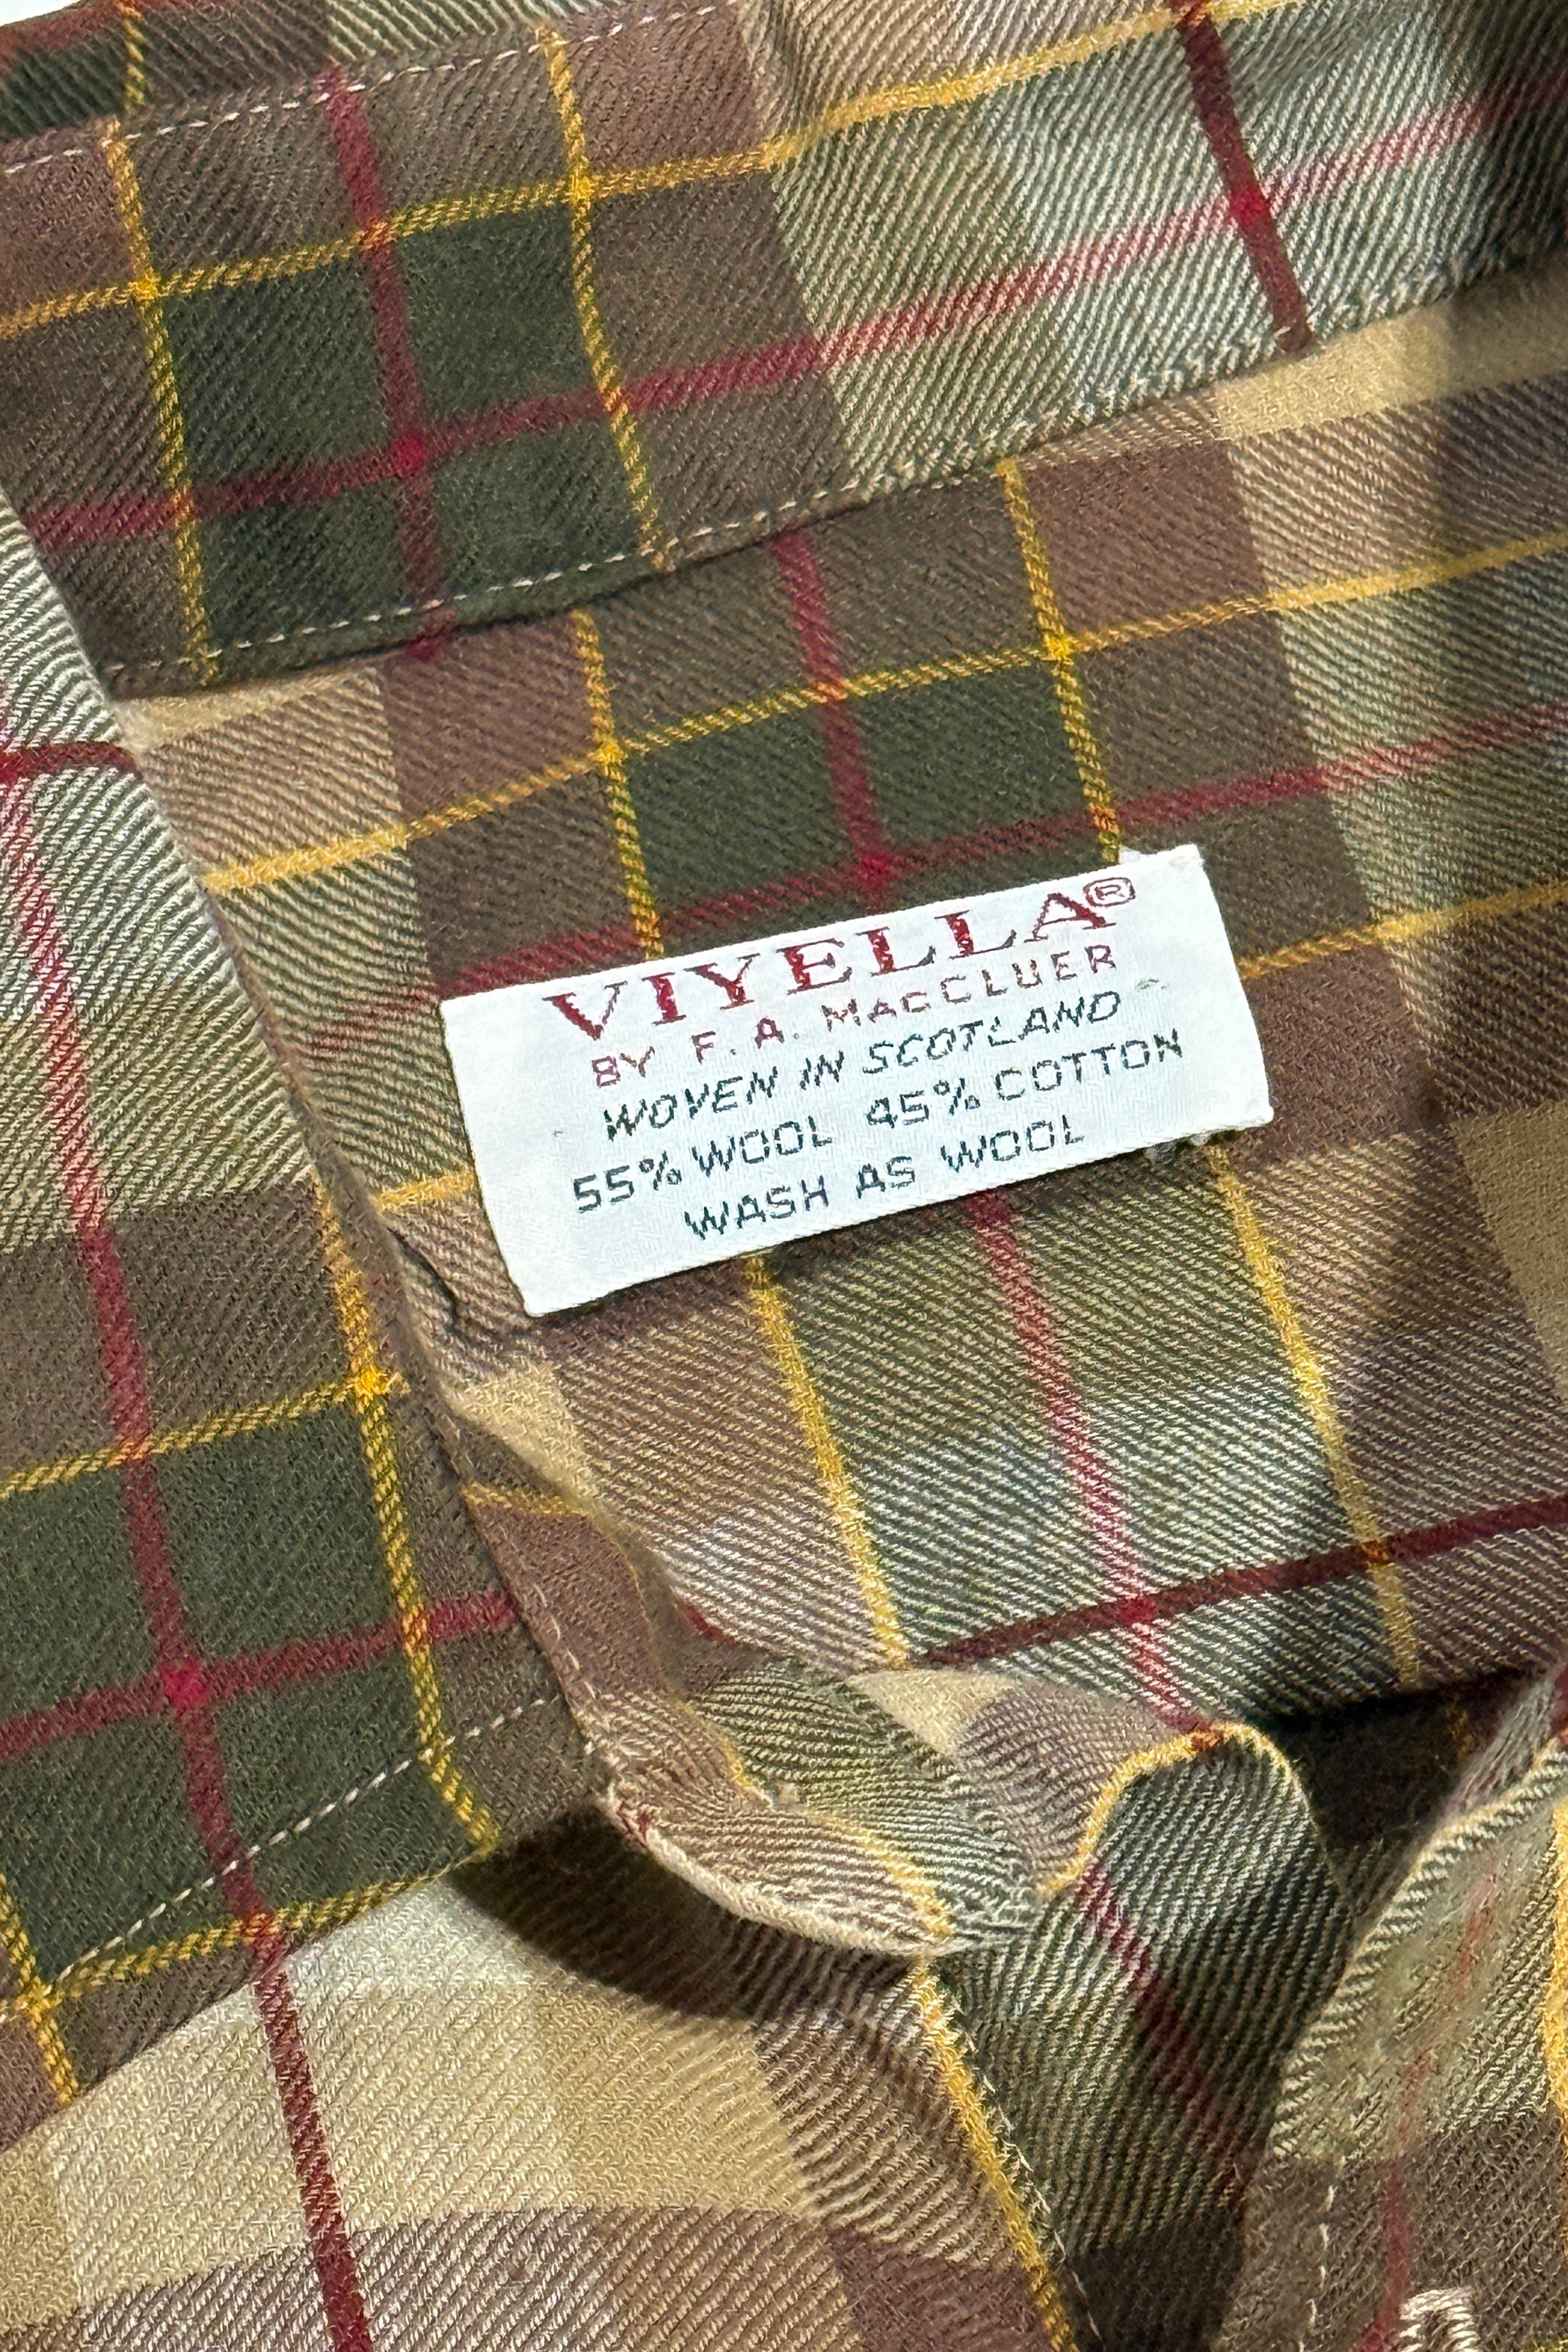 VIYELLA®
BY F. A. MACCLUER
WOVEN IN SCOTLAND
55% WOOL 45% COTTON
WASH AS WOOL